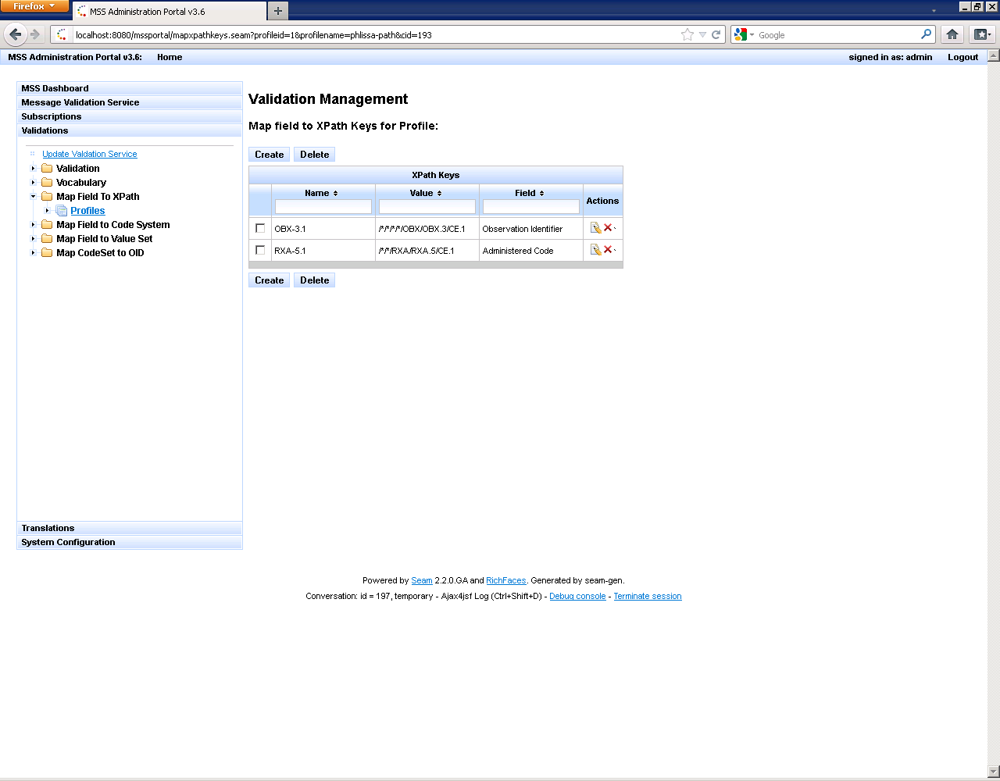 Firefox
MSS Administration Portal v3.6
localhost:8080/mssportal/mapxpathkeys.seam?profileid=1&profilename=phlissa-path&cid=193
Google
MSS Administration Portal v3.6: Home signed in as: admin Logout
MSS Dashboard
Message Validation Service
Subscriptions
Validations
Update Valdation Service
Validation
Vocabulary
Map Field To XPath
Profiles
Map Field to Code System
Map Field to Value Set
Map CodeSet to OID
Translations
System Configuration
Validation Management
Map field to XPath Keys for Profile:
Create Delete
XPath Keys
Name Value Field Actions
OBX-3.1 /*/*/*/*/OBX/OBX.3/CE.1 Observation Identifier
RXA-5.1 /*/*/RXA/RXA.5/CE.1 Administered Code
Create Delete
Powered by Seam 2.2.0.GA and RichFaces. Generated by seam-gen.
Conversation: id = 197, temporary - Ajax4jsf Log (Ctrl+Shift+D) - Debug console - Terminate session